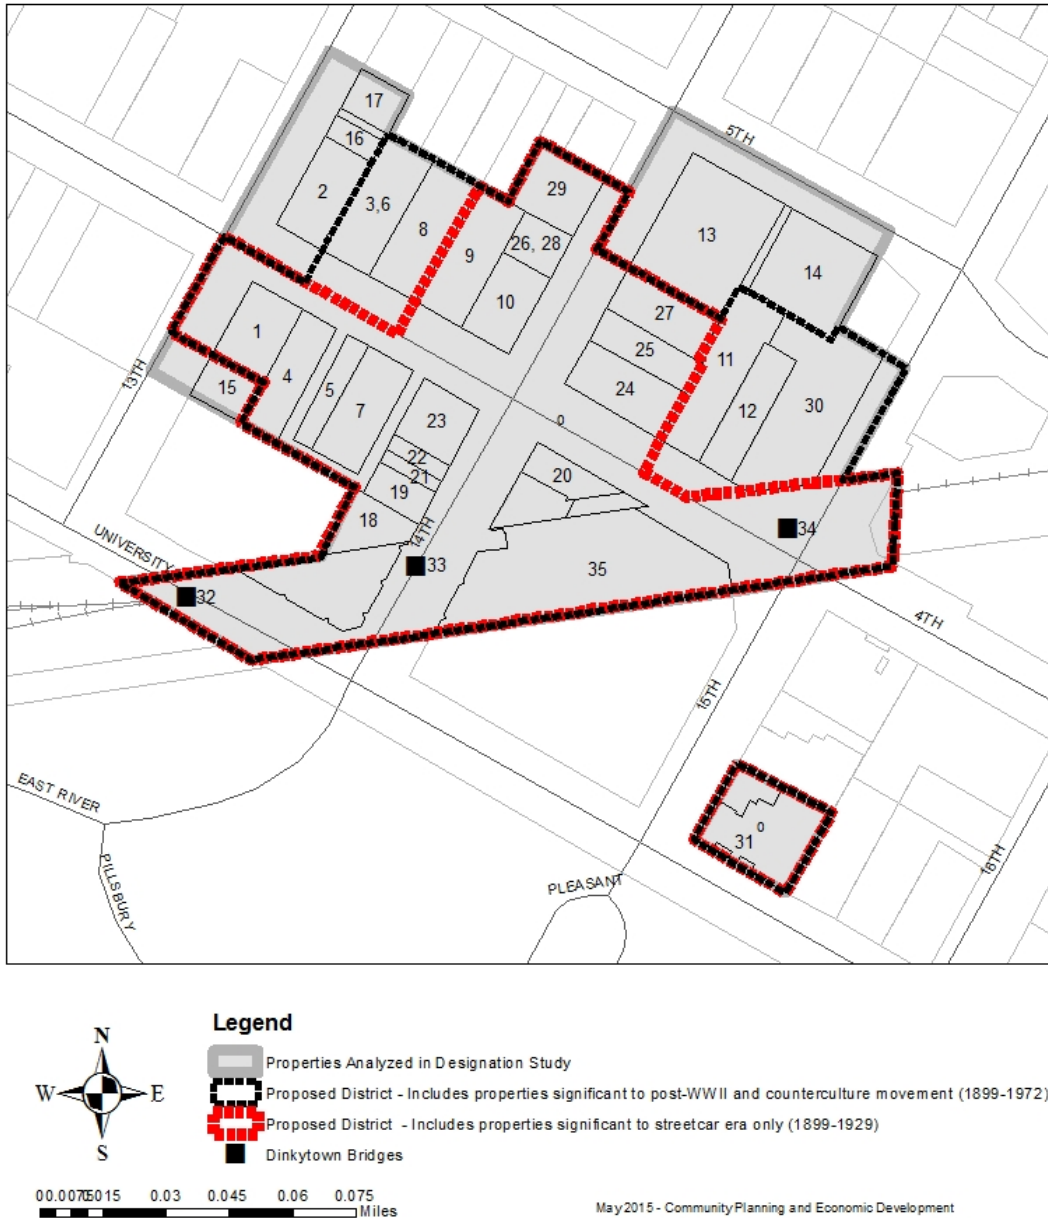 5TH
17
16
29
2
3,6
8
26, 28
13
9
14
10
27
11
1
25
30
13TH
15
4
5
7
24
12
23
0
22
21
20
19
18
14TH
34
UNIVERSITY
33
35
32
4TH
15TH
EAST RIVER
0
31
PILLSBURY
PLEASANT
16TH
Legend
N
W E
S
Properties Analyzed in Designation Study
Proposed District - Includes properties significant to post-WWII and counterculture movement (1899-1972)
Proposed District - Includes properties significant to streetcar era only (1899-1929)
Dinkytown Bridges
0 0.0075 0.015 0.03 0.045 0.06 0.075
Miles
May 2015 - Community Planning and Economic Development